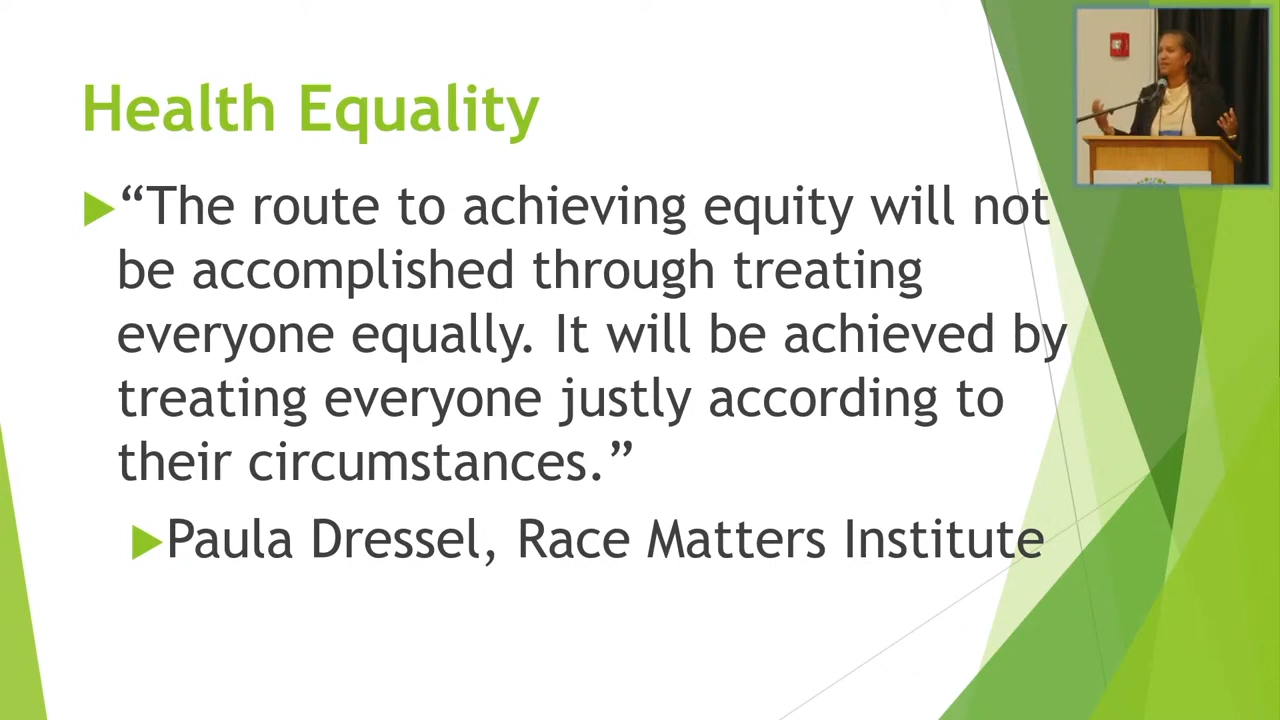 Health Equality
“The route to achieving equity will not
be accomplished through treating
everyone equally. It will be achieved by
treating everyone justly according to
their circumstances.”
Paula Dressel, Race Matters Institute